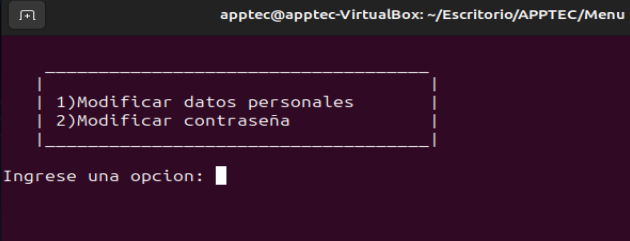 apptec@apptec-VirtualBox: ~/Escritorio/APPTEC/Menu
1)Modificar datos personales
2)Modificar contraseña
Ingrese una opcion: